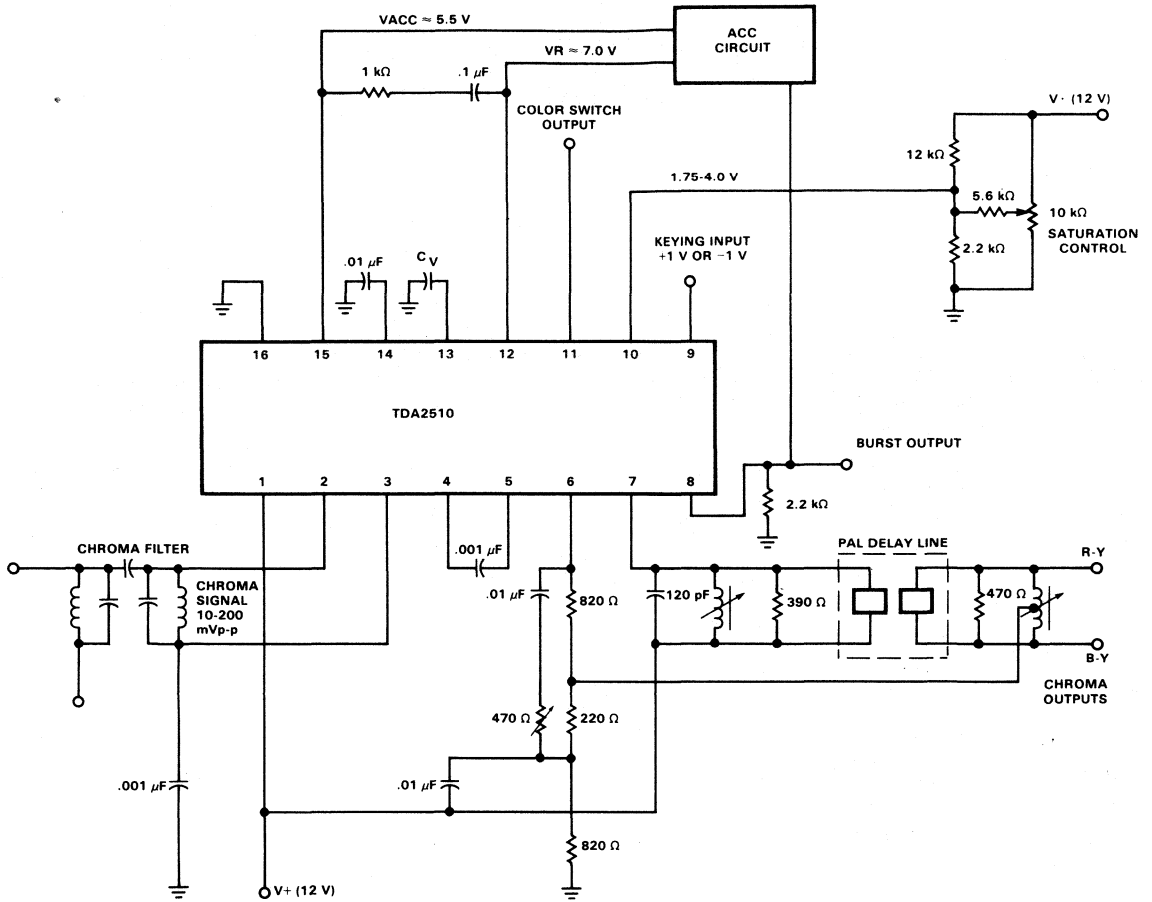 VACC ≈ 5.5 V
ACC
CIRCUIT
VR ≈ 7.0 V
1 kΩ
.1 µF
COLOR SWITCH
OUTPUT
V· (12 V)
12 kΩ
1.75-4.0 V
5.6 kΩ
10 kΩ
SATURATION
CONTROL
2.2 kΩ
KEYING INPUT
+1 V OR −1 V
.01 µF
CV
16 15 14 13 12 11 10 9
TDA2510
1 2 3 4 5 6 7 8
BURST OUTPUT
2.2 kΩ
CHROMA FILTER
CHROMA
SIGNAL
10-200
mVp-p
.001 µF
.01 µF
820 Ω
120 pF
390 Ω
PAL DELAY LINE
470 Ω
R-Y
B-Y
CHROMA
OUTPUTS
470 Ω
220 Ω
.001 µF
.01 µF
820 Ω
V+ (12 V)